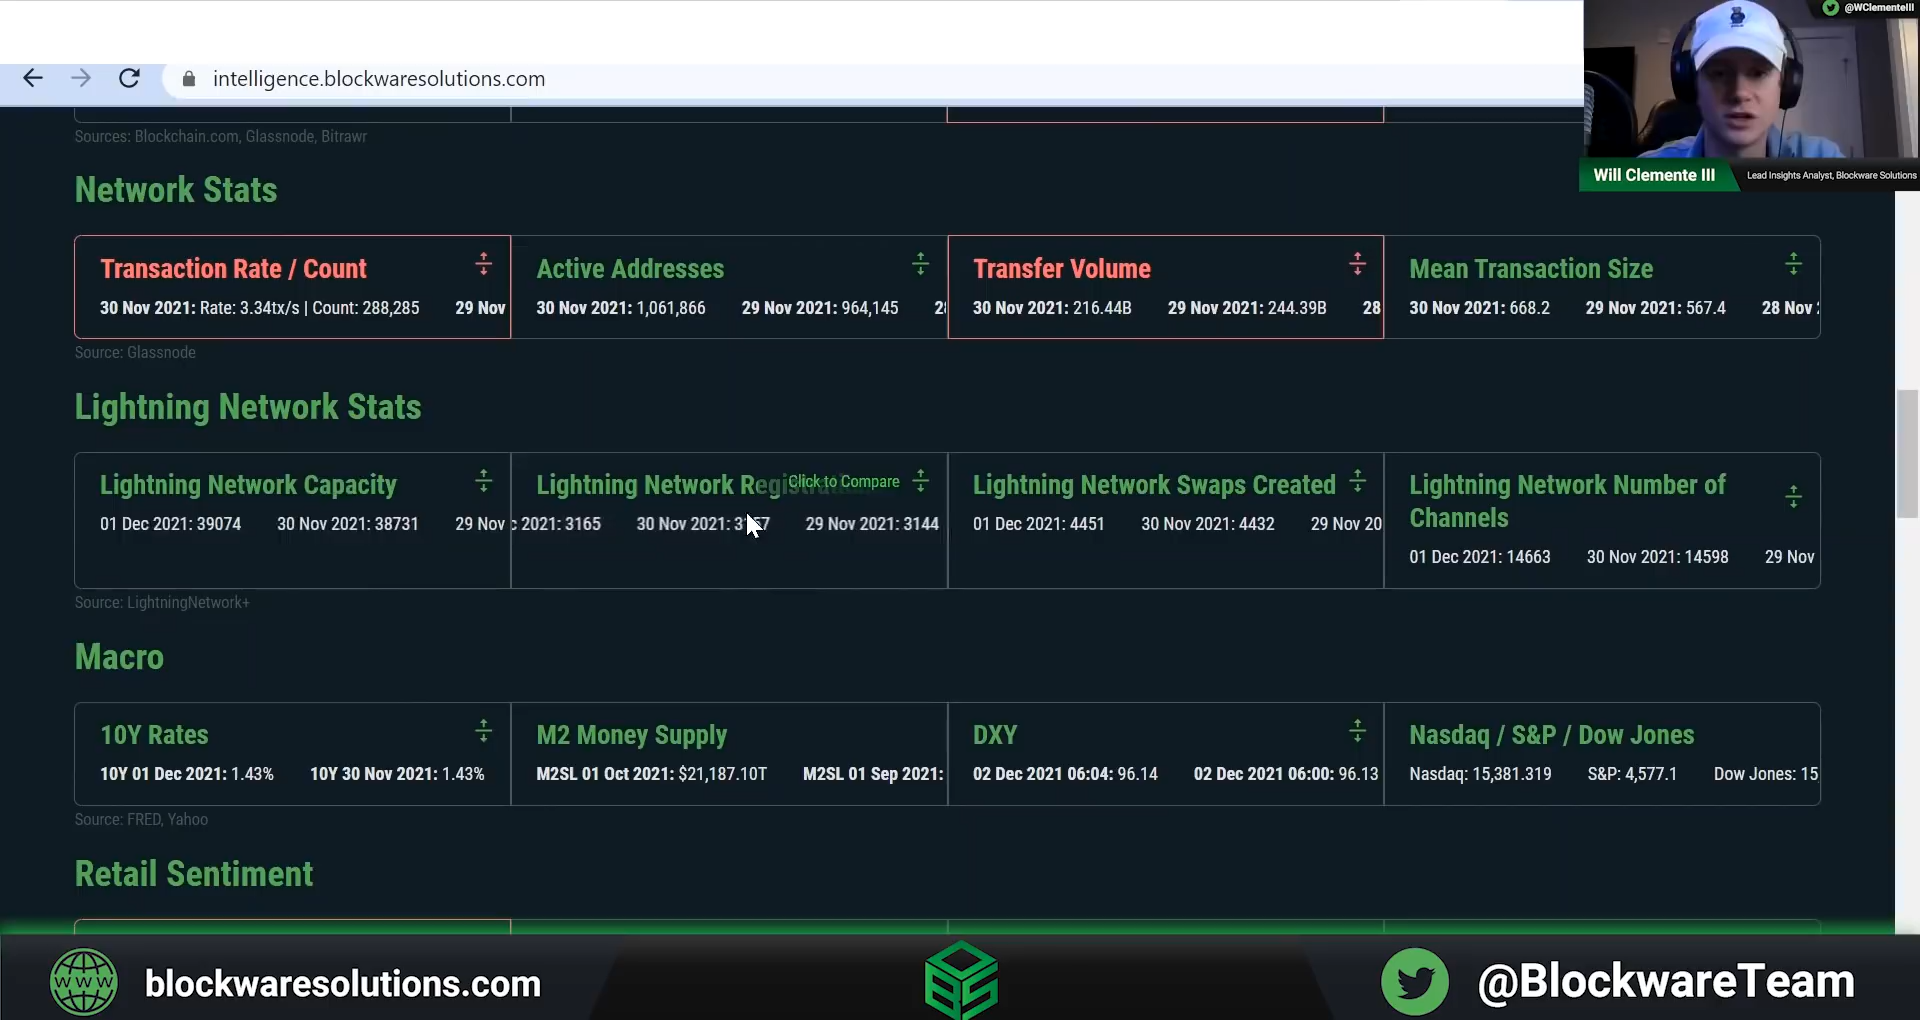 @WClementeIII
intelligence.blockwaresolutions.com
Sources: Blockchain.com, Glassnode, Bitrawr
Will Clemente III
Lead Insights Analyst, Blockware Solutions
Network Stats
Transaction Rate / Count
30 Nov 2021: Rate: 3.34tx/s | Count: 288,285 29 Nov
Active Addresses
30 Nov 2021: 1,061,866 29 Nov 2021: 964,145
Transfer Volume
30 Nov 2021: 216.44B 29 Nov 2021: 244.39B 28
Mean Transaction Size
30 Nov 2021: 668.2 29 Nov 2021: 567.4 28 Nov
Source: Glassnode
Lightning Network Stats
Lightning Network Capacity
01 Dec 2021: 39074 30 Nov 2021: 38731 29 Nov
Lightning Network
Click to Compare
2021: 3165 30 Nov 2021: 29 Nov 2021: 3144
Lightning Network Swaps Created
01 Dec 2021: 4451 30 Nov 2021: 4432 29 Nov 20
Lightning Network Number of
Channels
01 Dec 2021: 14663 30 Nov 2021: 14598 29 Nov
Source: LightningNetwork+
Macro
10Y Rates
10Y 01 Dec 2021: 1.43% 10Y 30 Nov 2021: 1.43%
M2 Money Supply
M2SL 01 Oct 2021: $21,187.10T M2SL 01 Sep 2021:
DXY
02 Dec 2021 06:04: 96.14 02 Dec 2021 06:00: 96.13
Nasdaq / S&P / Dow Jones
Nasdaq: 15,381.319 S&P: 4,577.1 Dow Jones: 15
Source: FRED, Yahoo
Retail Sentiment
WWW
blockwaresolutions.com
@BlockwareTeam